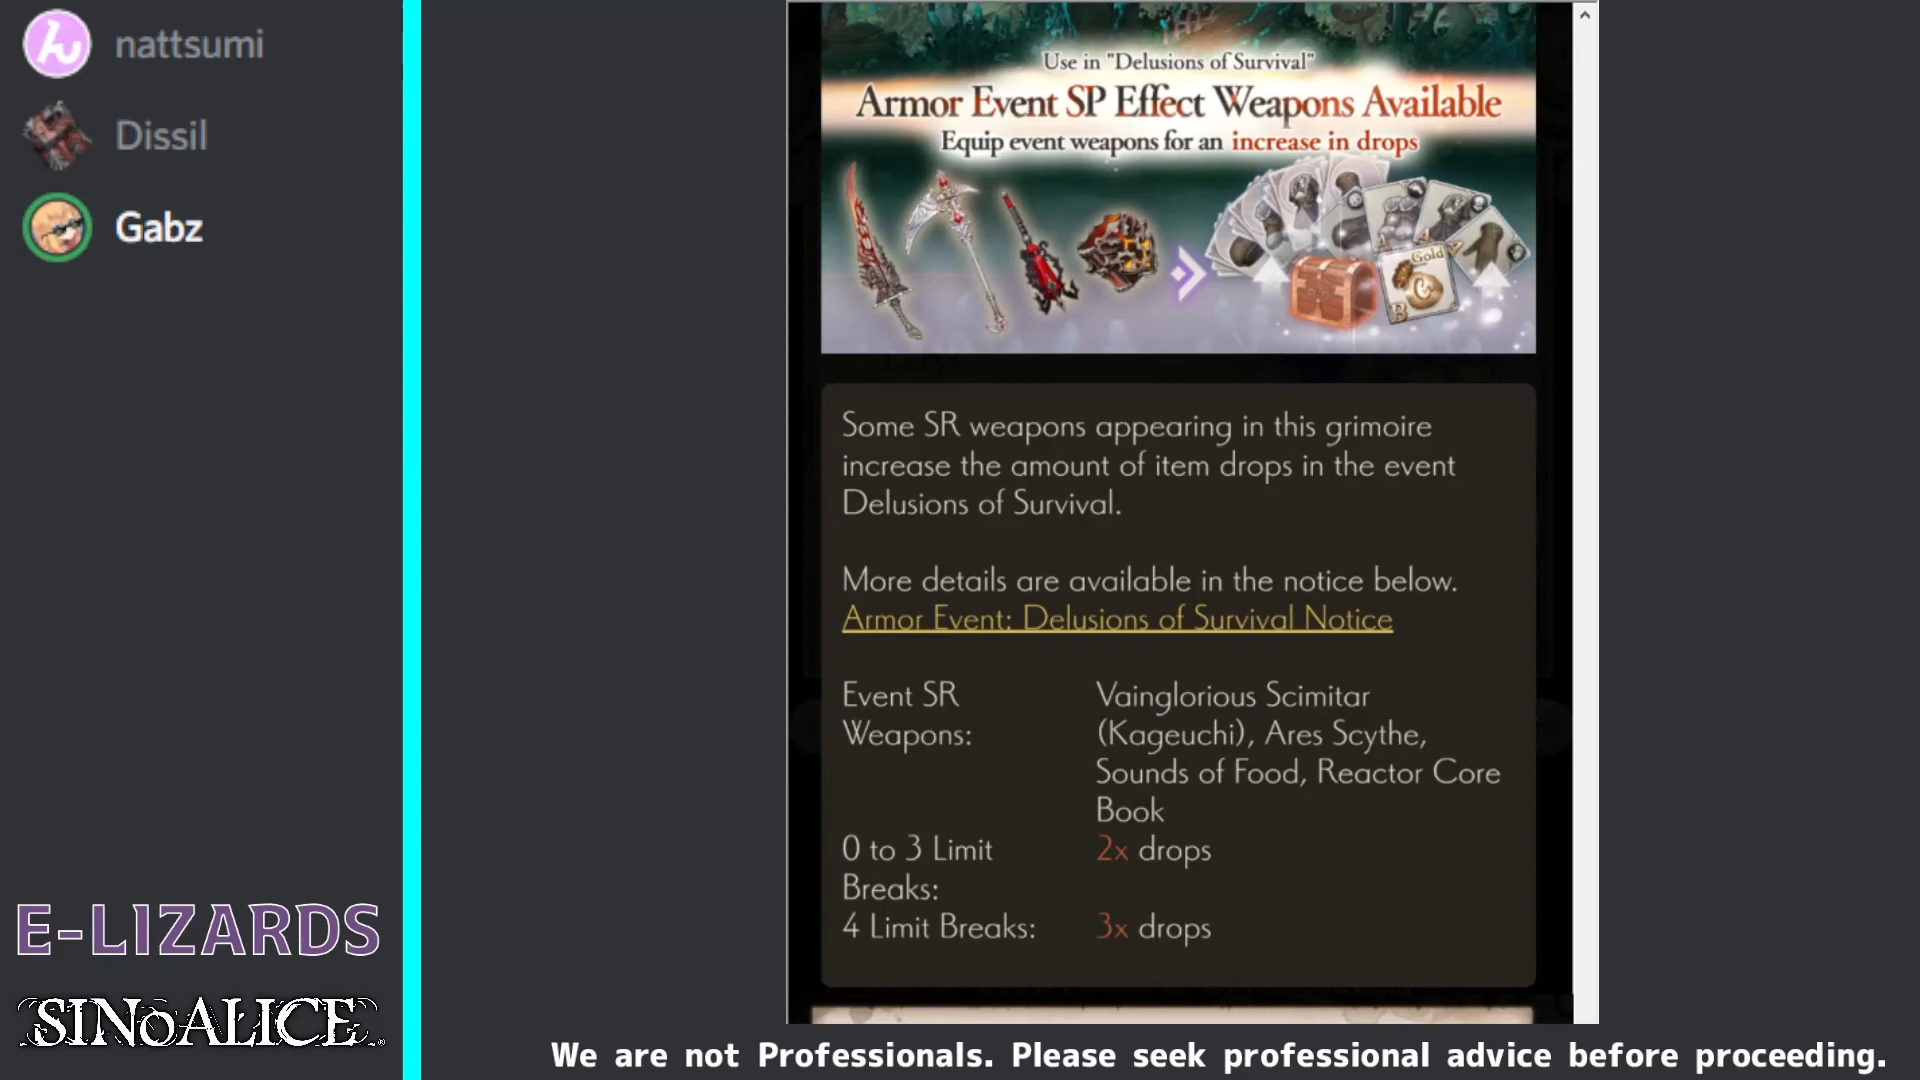 nattsumi
Dissil
Gabz
E-LIZARDS
SINoALICE
Use in "Delusions of Survival"
Armor Event SP Effect Weapons Available
Equip event weapons for an increase in drops
Gold
C
B
Some SR weapons appearing in this grimoire
increase the amount of item drops in the event
Delusions of Survival.
More details are available in the notice below.
Armor Event: Delusions of Survival Notice
Event SR Vainglorious Scimitar
Weapons: (Kageuchi), Ares Scythe,
Sounds of Food, Reactor Core
Book
0 to 3 Limit 2x drops
Breaks:
4 Limit Breaks: 3x drops
We are not Professionals. Please seek professional advice before proceeding.